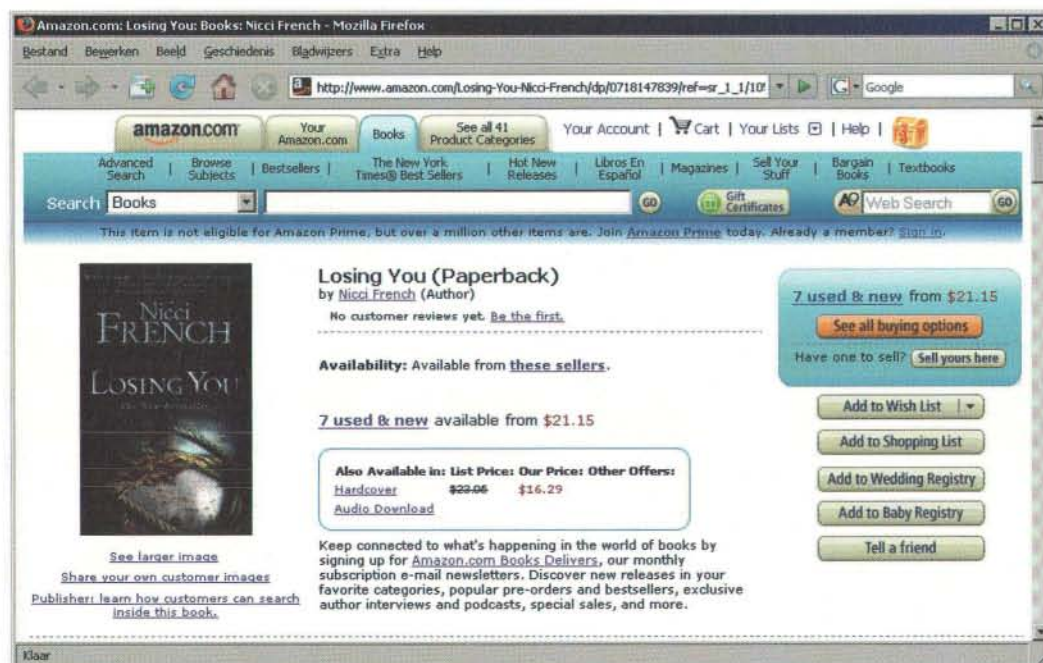 Amazon.com: Losing You: Books: Nicci French - Mozilla Firefox
Bestand Bewerken Beeld Geschiedenis Bladwijzers Extra Help
http://www.amazon.com/Losing-You-Nicci-French/dp/0718147839/ref=sr_1_1/10 Google
amazon.com Your Amazon.com Books See all 41 Product Categories Your Account | Cart | Your Lists | Help |
Advanced Search | Browse Subjects | Bestsellers | The New York Times® Best Sellers | Hot New Releases | Libros En Español | Magazines | Sell Your Stuff | Bargain Books | Textbooks
Search Books GO Gift Certificates A9 Web Search GO
This item is not eligible for Amazon Prime, but over a million other items are. Join Amazon Prime today. Already a member? Sign in.
Nicci
FRENCH
LOSING YOU
See larger image
Share your own customer images
Publisher: learn how customers can search
inside this book.
Losing You (Paperback)
by Nicci French (Author)
No customer reviews yet. Be the first.
Availability: Available from these sellers.
7 used & new available from $21.15
Also Available in: List Price: Our Price: Other Offers:
Hardcover $23.05 $16.29
Audio Download
Keep connected to what's happening in the world of books by
signing up for Amazon.com Books Delivers, our monthly
subscription e-mail newsletters. Discover new releases in your
favorite categories, popular pre-orders and bestsellers, exclusive
author interviews and podcasts, special sales, and more.
7 used & new from $21.15
See all buying options
Have one to sell? Sell yours here
Add to Wish List
Add to Shopping List
Add to Wedding Registry
Add to Baby Registry
Tell a friend
Klaar